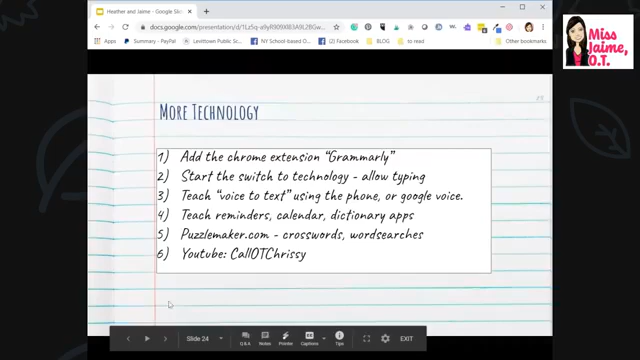 Heather and Jaime - Google Slid
docs.google.com/presentation/d/1Lz5q-a9yR9O9X8E3A9L2BGw
Apps
Summary - PayPal
Levittown Public Sc
NY School-based O
(2) Facebook
to read
Other bookmarks
Miss
Jaime,
O.T.
24
More Technology
1) Add the chrome extension "Grammarly"
2) Start the switch to technology - allow typing
3) Teach "voice to text" using the phone, or google voice.
4) Teach reminders, calendar, dictionary apps
5) Puzzlemaker.com - crosswords, wordsearches
6) Youtube: CallOTChrissy
Slide 24
Q & A
Notes
Pointer
Captions
Tips
EXIT